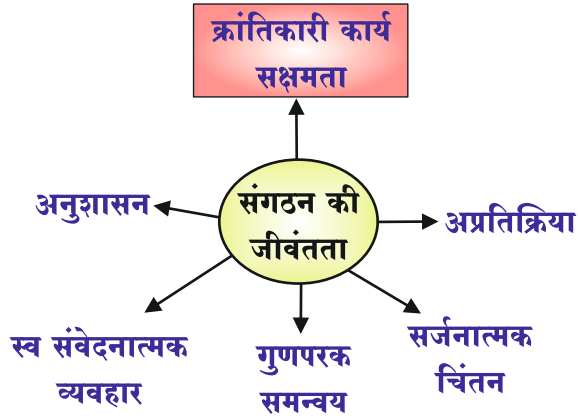 क्रांतिकारी कार्य
सक्षमता
अनुशासन
संगठन की
जीवंतता
अप्रतिक्रिया
स्व संवेदनात्मक
व्यवहार
गुणपरक
समन्वय
सर्जनात्मक
चिंतन